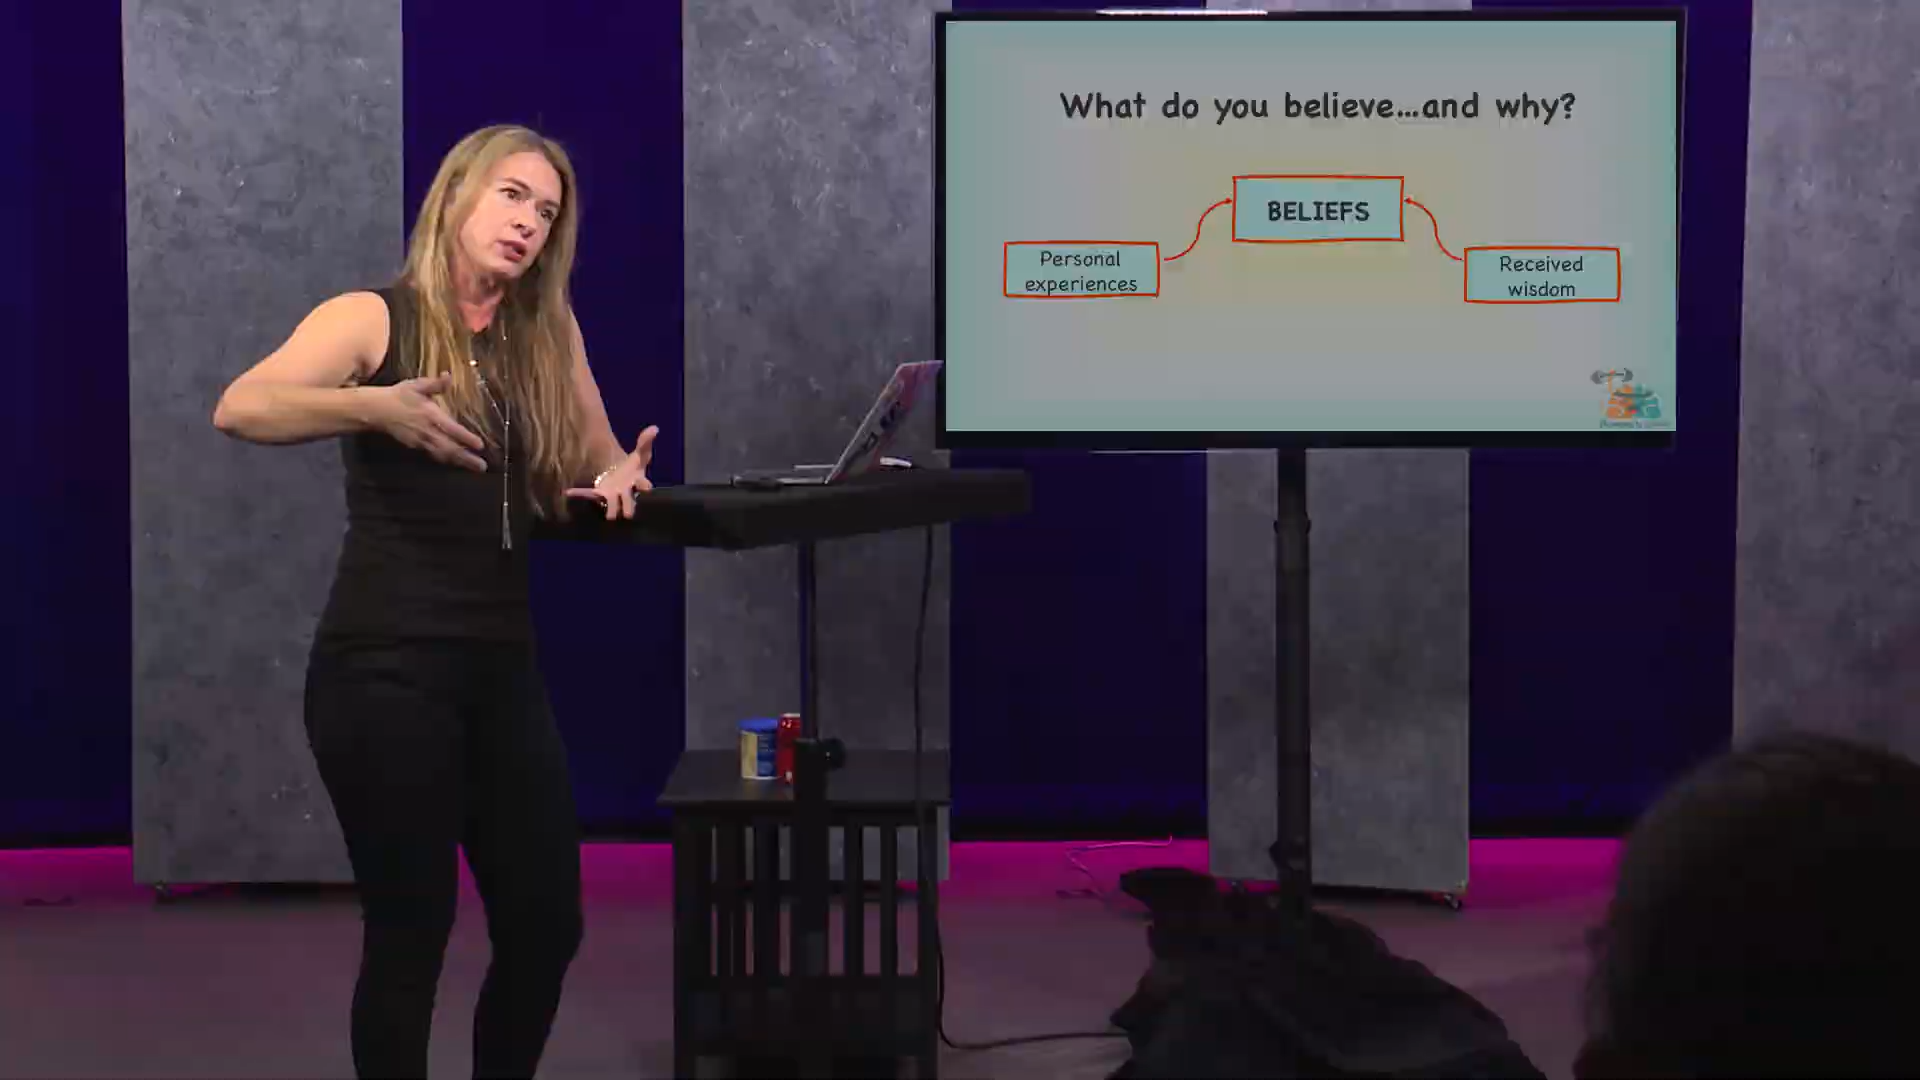 What do you believe...and why?
BELIEFS
Personal
experiences
Received
wisdom